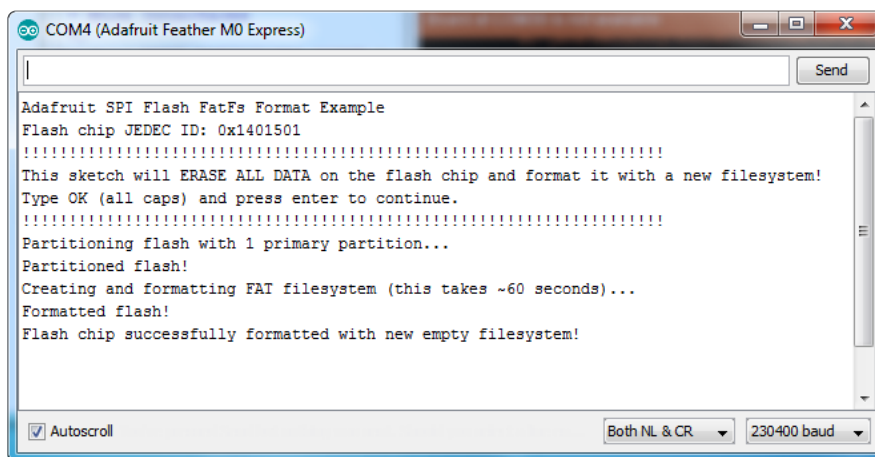 COM4 (Adafruit Feather M0 Express)
Send
Adafruit SPI Flash FatFs Format Example
Flash chip JEDEC ID: 0x1401501
!!!!!!!!!!!!!!!!!!!!!!!!!!!!!!!!!!!!!!!!!!!!!!!!!!!!!!!!!!!!!!!!!!!!!
This sketch will ERASE ALL DATA on the flash chip and format it with a new filesystem!
Type OK (all caps) and press enter to continue.
!!!!!!!!!!!!!!!!!!!!!!!!!!!!!!!!!!!!!!!!!!!!!!!!!!!!!!!!!!!!!!!!!!!!!
Partitioning flash with 1 primary partition...
Partitioned flash!
Creating and formatting FAT filesystem (this takes ~60 seconds)...
Formatted flash!
Flash chip successfully formatted with new empty filesystem!
Autoscroll Both NL & CR 230400 baud